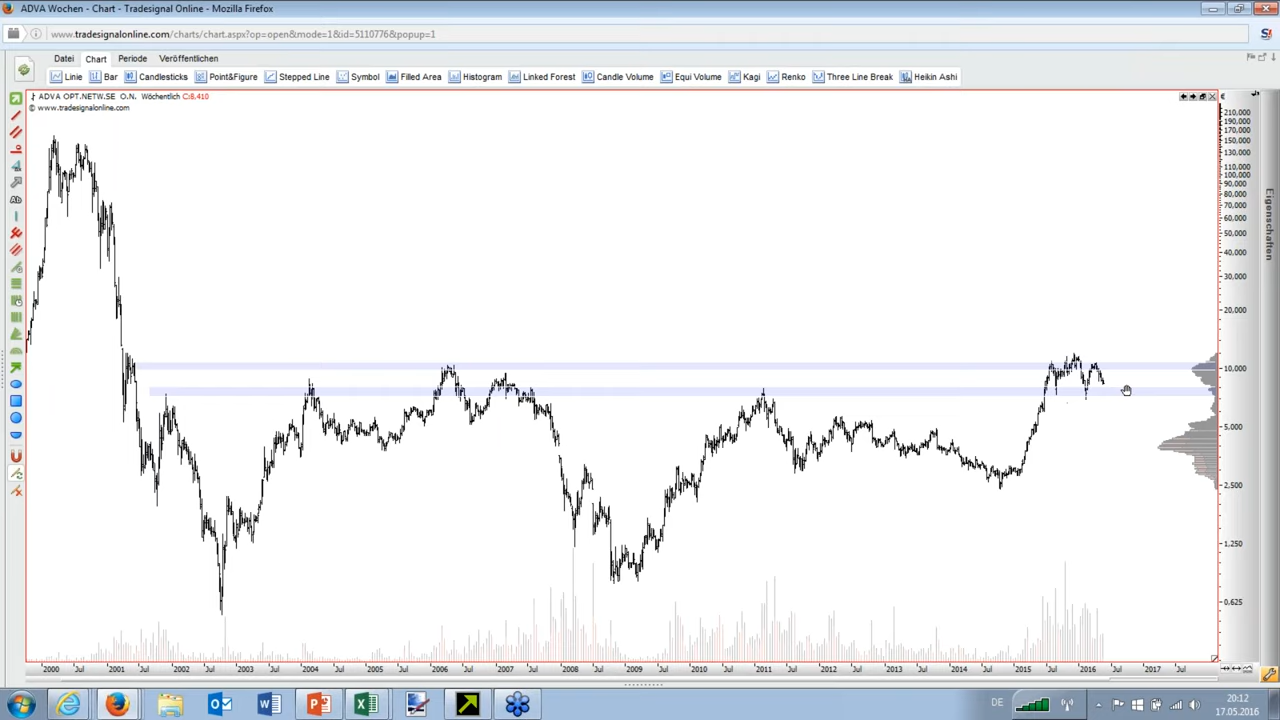 ADVA Wochen - Chart - Tradesignal Online - Mozilla Firefox
www.tradesignalonline.com/charts/chart.aspx?op=open&mode=1&id=5110776&popup=1
Datei Chart Periode Veröffentlichen
Linie Bar Candlesticks Point&Figure Stepped Line Symbol Filled Area Histogram Linked Forest Candle Volume Equi Volume Kagi Renko Three Line Break Heikin Ashi
ADVA OPT.NETW.SE O.N. Wöchentlich C:8.410
© www.tradesignalonline.com
€
210,000
190,000
170,000
150,000
130,000
110,000
100,000
90,000
80,000
70,000
60,000
50,000
40,000
30,000
20,000
10,000
5,000
2,500
1,250
0,625
Eigenschaften
Ab
2000 Jul 2001 Jul 2002 Jul 2003 Jul 2004 Jul 2005 Jul 2006 Jul 2007 Jul 2008 Jul 2009 Jul 2010 Jul 2011 Jul 2012 Jul 2013 Jul 2014 Jul 2015 Jul 2016 Jul 2017 Jul
DE
20:12
17.05.2016